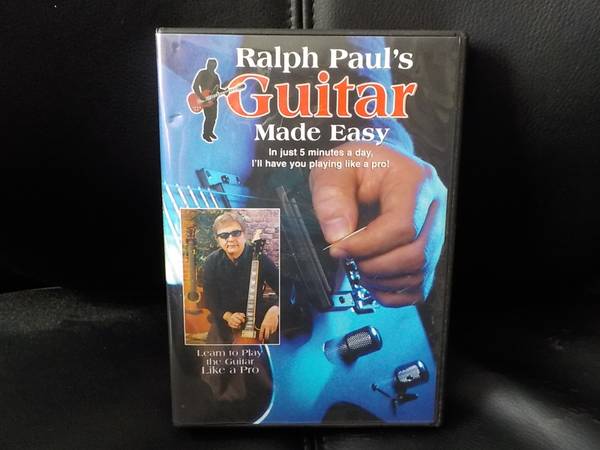 Ralph Paul's
Guitar
Made Easy
In just 5 minutes a day,
I'll have you playing like a pro!
Learn to Play
the Guitar
Like a Pro